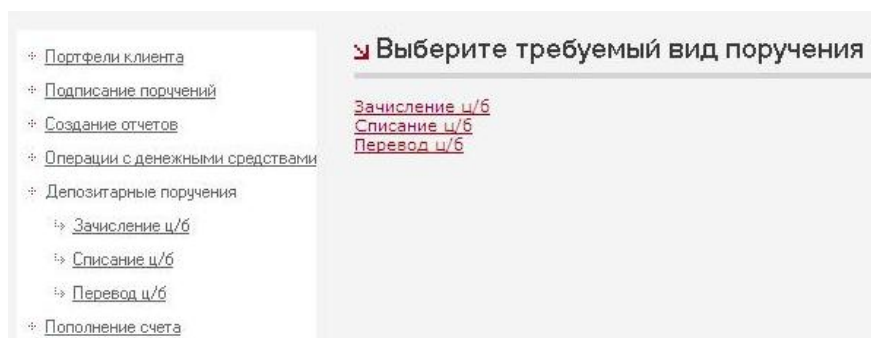 Портфели клиента
Подписание поручений
Создание отчетов
Операции с денежными средствами
Депозитарные поручения
Зачисление ц/б
Списание ц/б
Перевод ц/б
Пополнение счета
Выберите требуемый вид поручения
Зачисление ц/б
Списание ц/б
Перевод ц/б